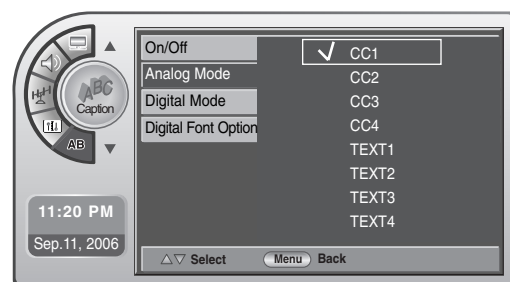 ABC
Caption
AB
11:20 PM
Sep.11, 2006
On/Off
Analog Mode
Digital Mode
Digital Font Option
CC1
CC2
CC3
CC4
TEXT1
TEXT2
TEXT3
TEXT4
△▽ Select Menu Back